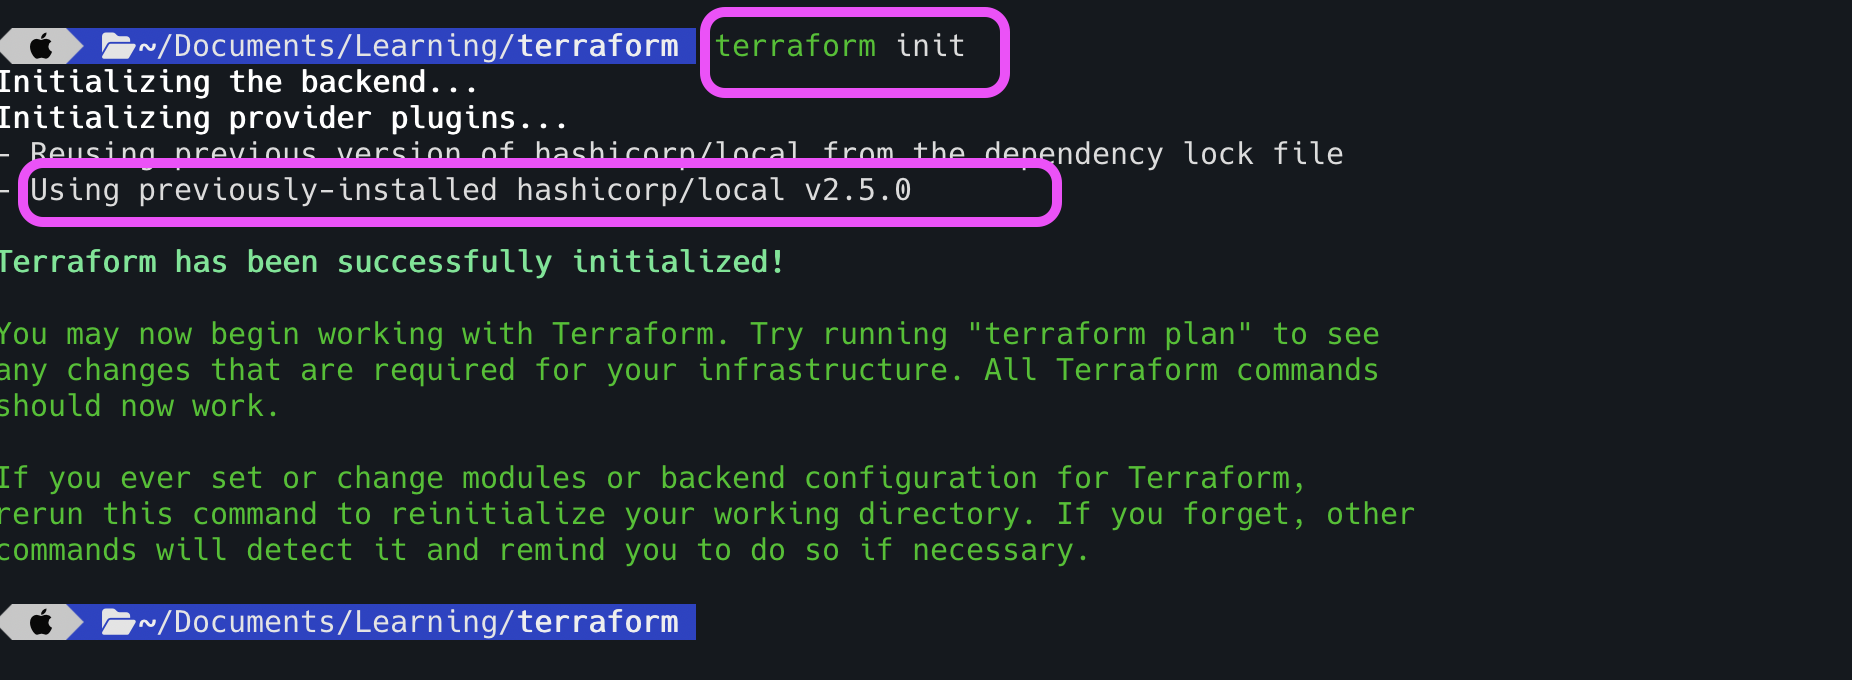 ~/Documents/Learning/terraform terraform init
Initializing the backend...
Initializing provider plugins...
- Reusing previous version of hashicorp/local from the dependency lock file
- Using previously-installed hashicorp/local v2.5.0
Terraform has been successfully initialized!
You may now begin working with Terraform. Try running "terraform plan" to see
any changes that are required for your infrastructure. All Terraform commands
should now work.
If you ever set or change modules or backend configuration for Terraform,
rerun this command to reinitialize your working directory. If you forget, other
commands will detect it and remind you to do so if necessary.
~/Documents/Learning/terraform